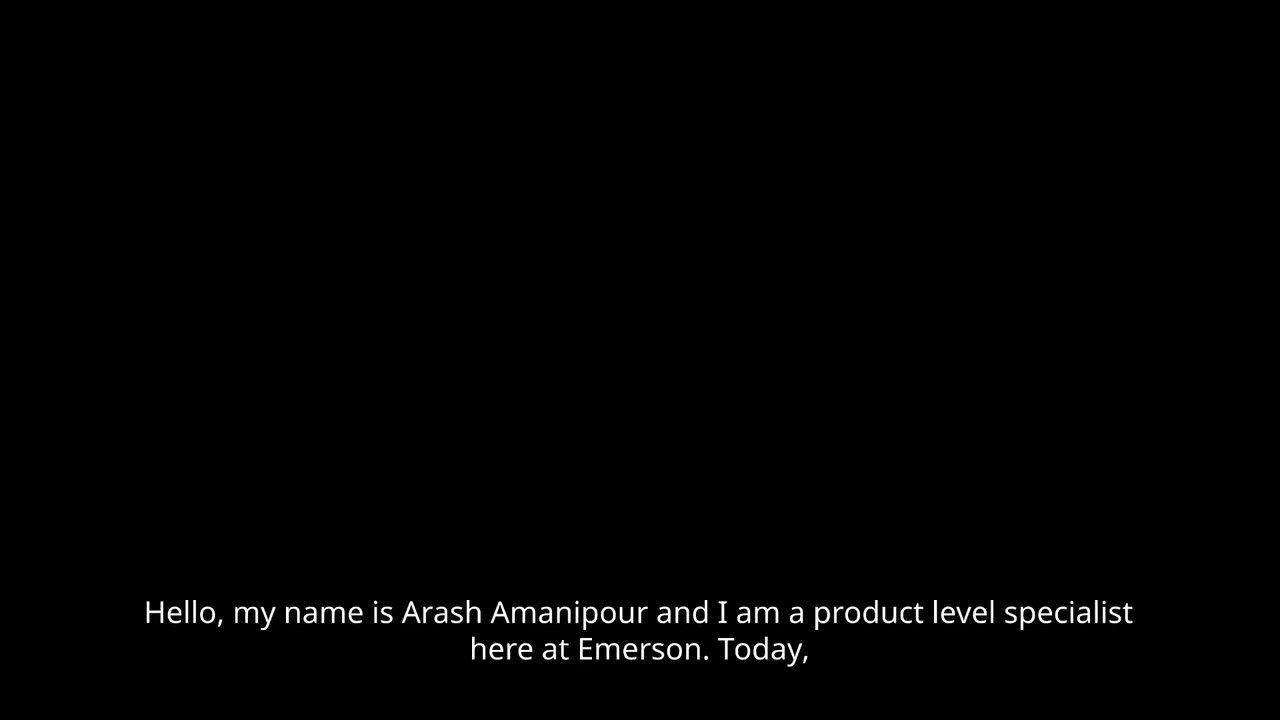 Hello, my name is Arash Amanipour and I am a product level specialist
here at Emerson. Today,